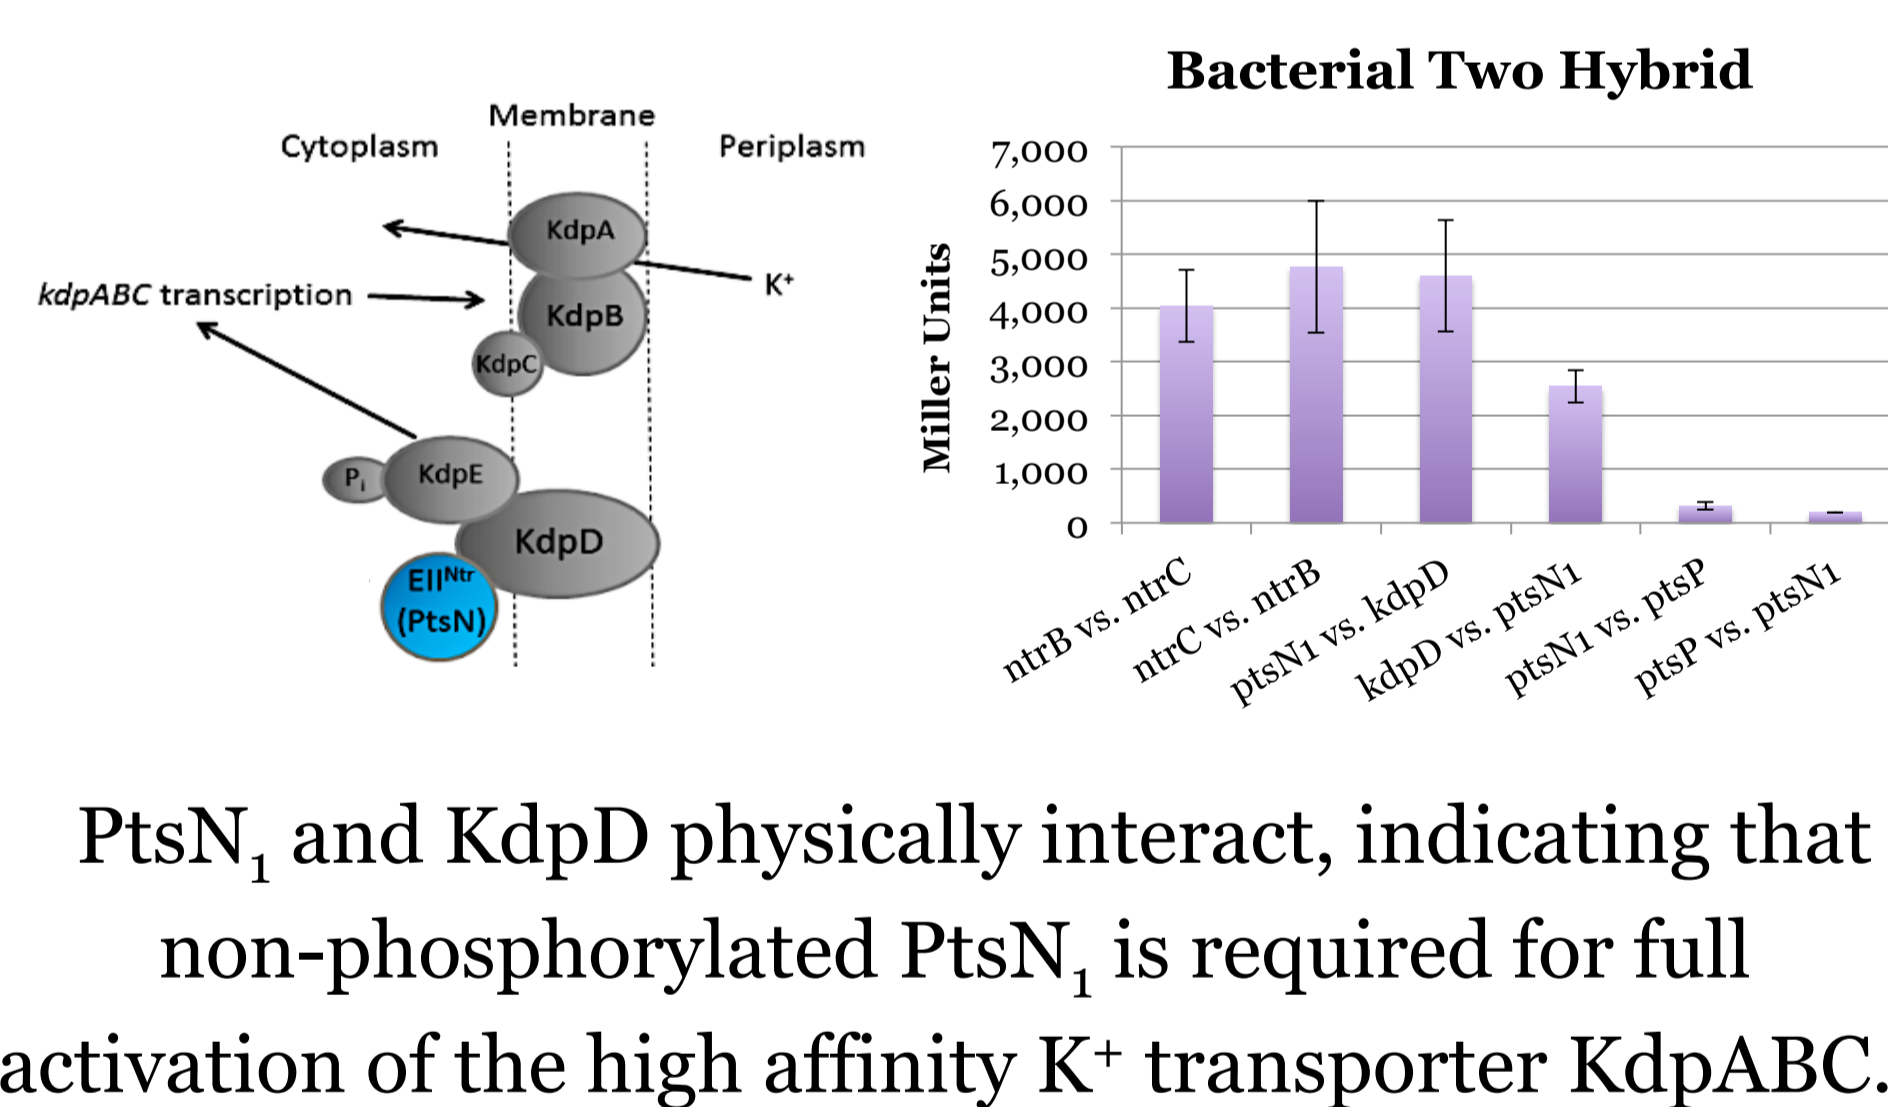 Membrane
Cytoplasm
Periplasm
KdpA
K⁺
kdpABC transcription
KdpB
KdpC
Pᵢ
KdpE
KdpD
EIIᴺᵗʳ
(PtsN)
Bacterial Two Hybrid
Miller Units
7,000
6,000
5,000
4,000
3,000
2,000
1,000
0
ntrB vs. ntrC
ntrC vs. ntrB
ptsN1 vs. kdpD
kdpD vs. ptsN1
ptsN1 vs. ptsP
ptsP vs. ptsN1
PtsN₁ and KdpD physically interact, indicating that
non-phosphorylated PtsN₁ is required for full
activation of the high affinity K⁺ transporter KdpABC.